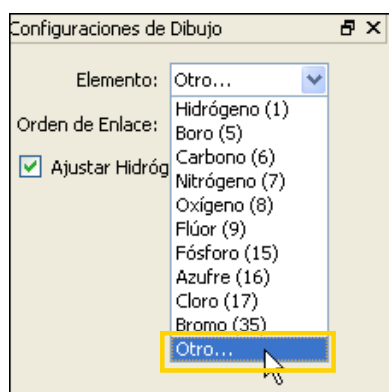 Configuraciones de Dibujo
Elemento: Otro...
Hidrógeno (1)
Orden de Enlace:
Boro (5)
Carbono (6)
Ajustar Hidróg
Nitrógeno (7)
Oxígeno (8)
Flúor (9)
Fósforo (15)
Azufre (16)
Cloro (17)
Bromo (35)
Otro...